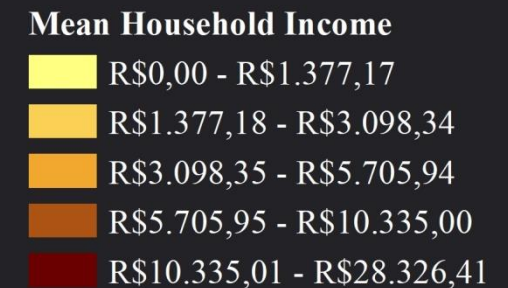 Mean Household Income
R$0,00 - R$1.377,17
R$1.377,18 - R$3.098,34
R$3.098,35 - R$5.705,94
R$5.705,95 - R$10.335,00
R$10.335,01 - R$28.326,41